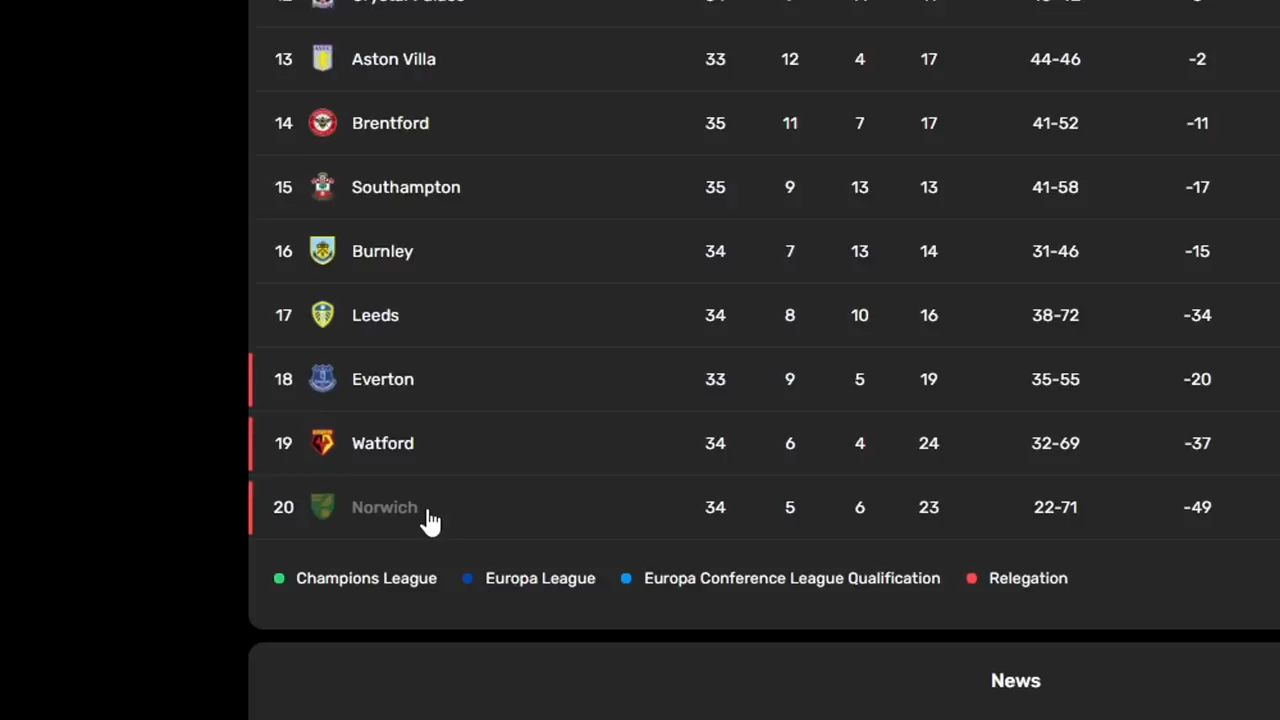 13 Aston Villa 33 12 4 17 44-46 -2
14 Brentford 35 11 7 17 41-52 -11
15 Southampton 35 9 13 13 41-58 -17
16 Burnley 34 7 13 14 31-46 -15
17 Leeds 34 8 10 16 38-72 -34
18 Everton 33 9 5 19 35-55 -20
19 Watford 34 6 4 24 32-69 -37
20 Norwich 34 5 6 23 22-71 -49
Champions League Europa League Europa Conference League Qualification Relegation
News